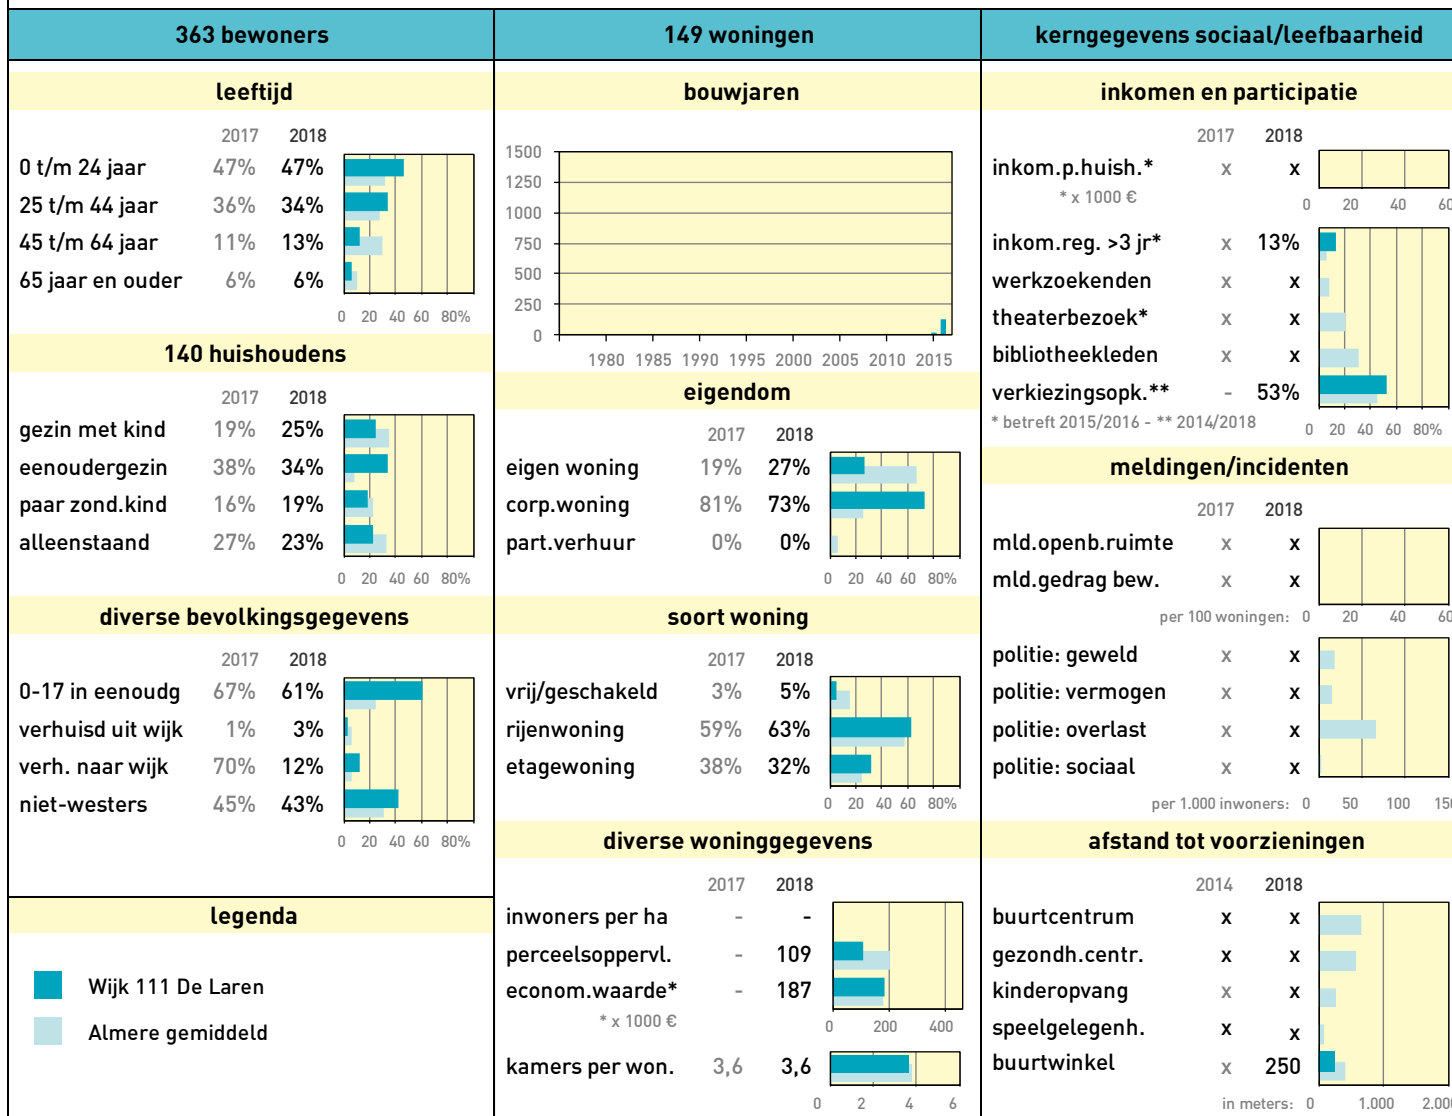 363 bewoners
leeftijd
2017 2018
0 t/m 24 jaar 47% 47%
25 t/m 44 jaar 36% 34%
45 t/m 64 jaar 11% 13%
65 jaar en ouder 6% 6%
0 20 40 60 80%
140 huishoudens
2017 2018
gezin met kind 19% 25%
eenoudergezin 38% 34%
paar zond.kind 16% 19%
alleenstaand 27% 23%
0 20 40 60 80%
diverse bevolkingsgegevens
2017 2018
0-17 in eenoudg 67% 61%
verhuisd uit wijk 1% 3%
verh. naar wijk 70% 12%
niet-westers 45% 43%
0 20 40 60 80%
legenda
Wijk 111 De Laren
Almere gemiddeld
149 woningen
bouwjaren
1500
1250
1000
750
500
250
0
1980 1985 1990 1995 2000 2005 2010 2015
eigendom
2017 2018
eigen woning 19% 27%
corp.woning 81% 73%
part.verhuur 0% 0%
0 20 40 60 80%
soort woning
2017 2018
vrij/geschakeld 3% 5%
rijenwoning 59% 63%
etagewoning 38% 32%
0 20 40 60 80%
diverse woninggegevens
2017 2018
inwoners per ha - -
perceelsoppervl. - 109
econom.waarde* - 187
* x 1000 €
0 200 400
kamers per won. 3,6 3,6
0 2 4 6
kerngegevens sociaal/leefbaarheid
inkomen en participatie
2017 2018
inkom.p.huish.* x x
* x 1000 €
0 20 40 60
inkom.reg. >3 jr* x 13%
werkzoekenden x x
theaterbezoek* x x
bibliotheekleden x x
verkiezingsopk.** - 53%
* betreft 2015/2016 - ** 2014/2018
0 20 40 60 80%
meldingen/incidenten
2017 2018
mld.openb.ruimte x x
mld.gedrag bew. x x
per 100 woningen: 0 20 40 60
politie: geweld x x
politie: vermogen x x
politie: overlast x x
politie: sociaal x x
per 1.000 inwoners: 0 50 100 150
afstand tot voorzieningen
2014 2018
buurtcentrum x x
gezondh.centr. x x
kinderopvang x x
speelgelegenh. x x
buurtwinkel x 250
in meters: 0 1.000 2.000